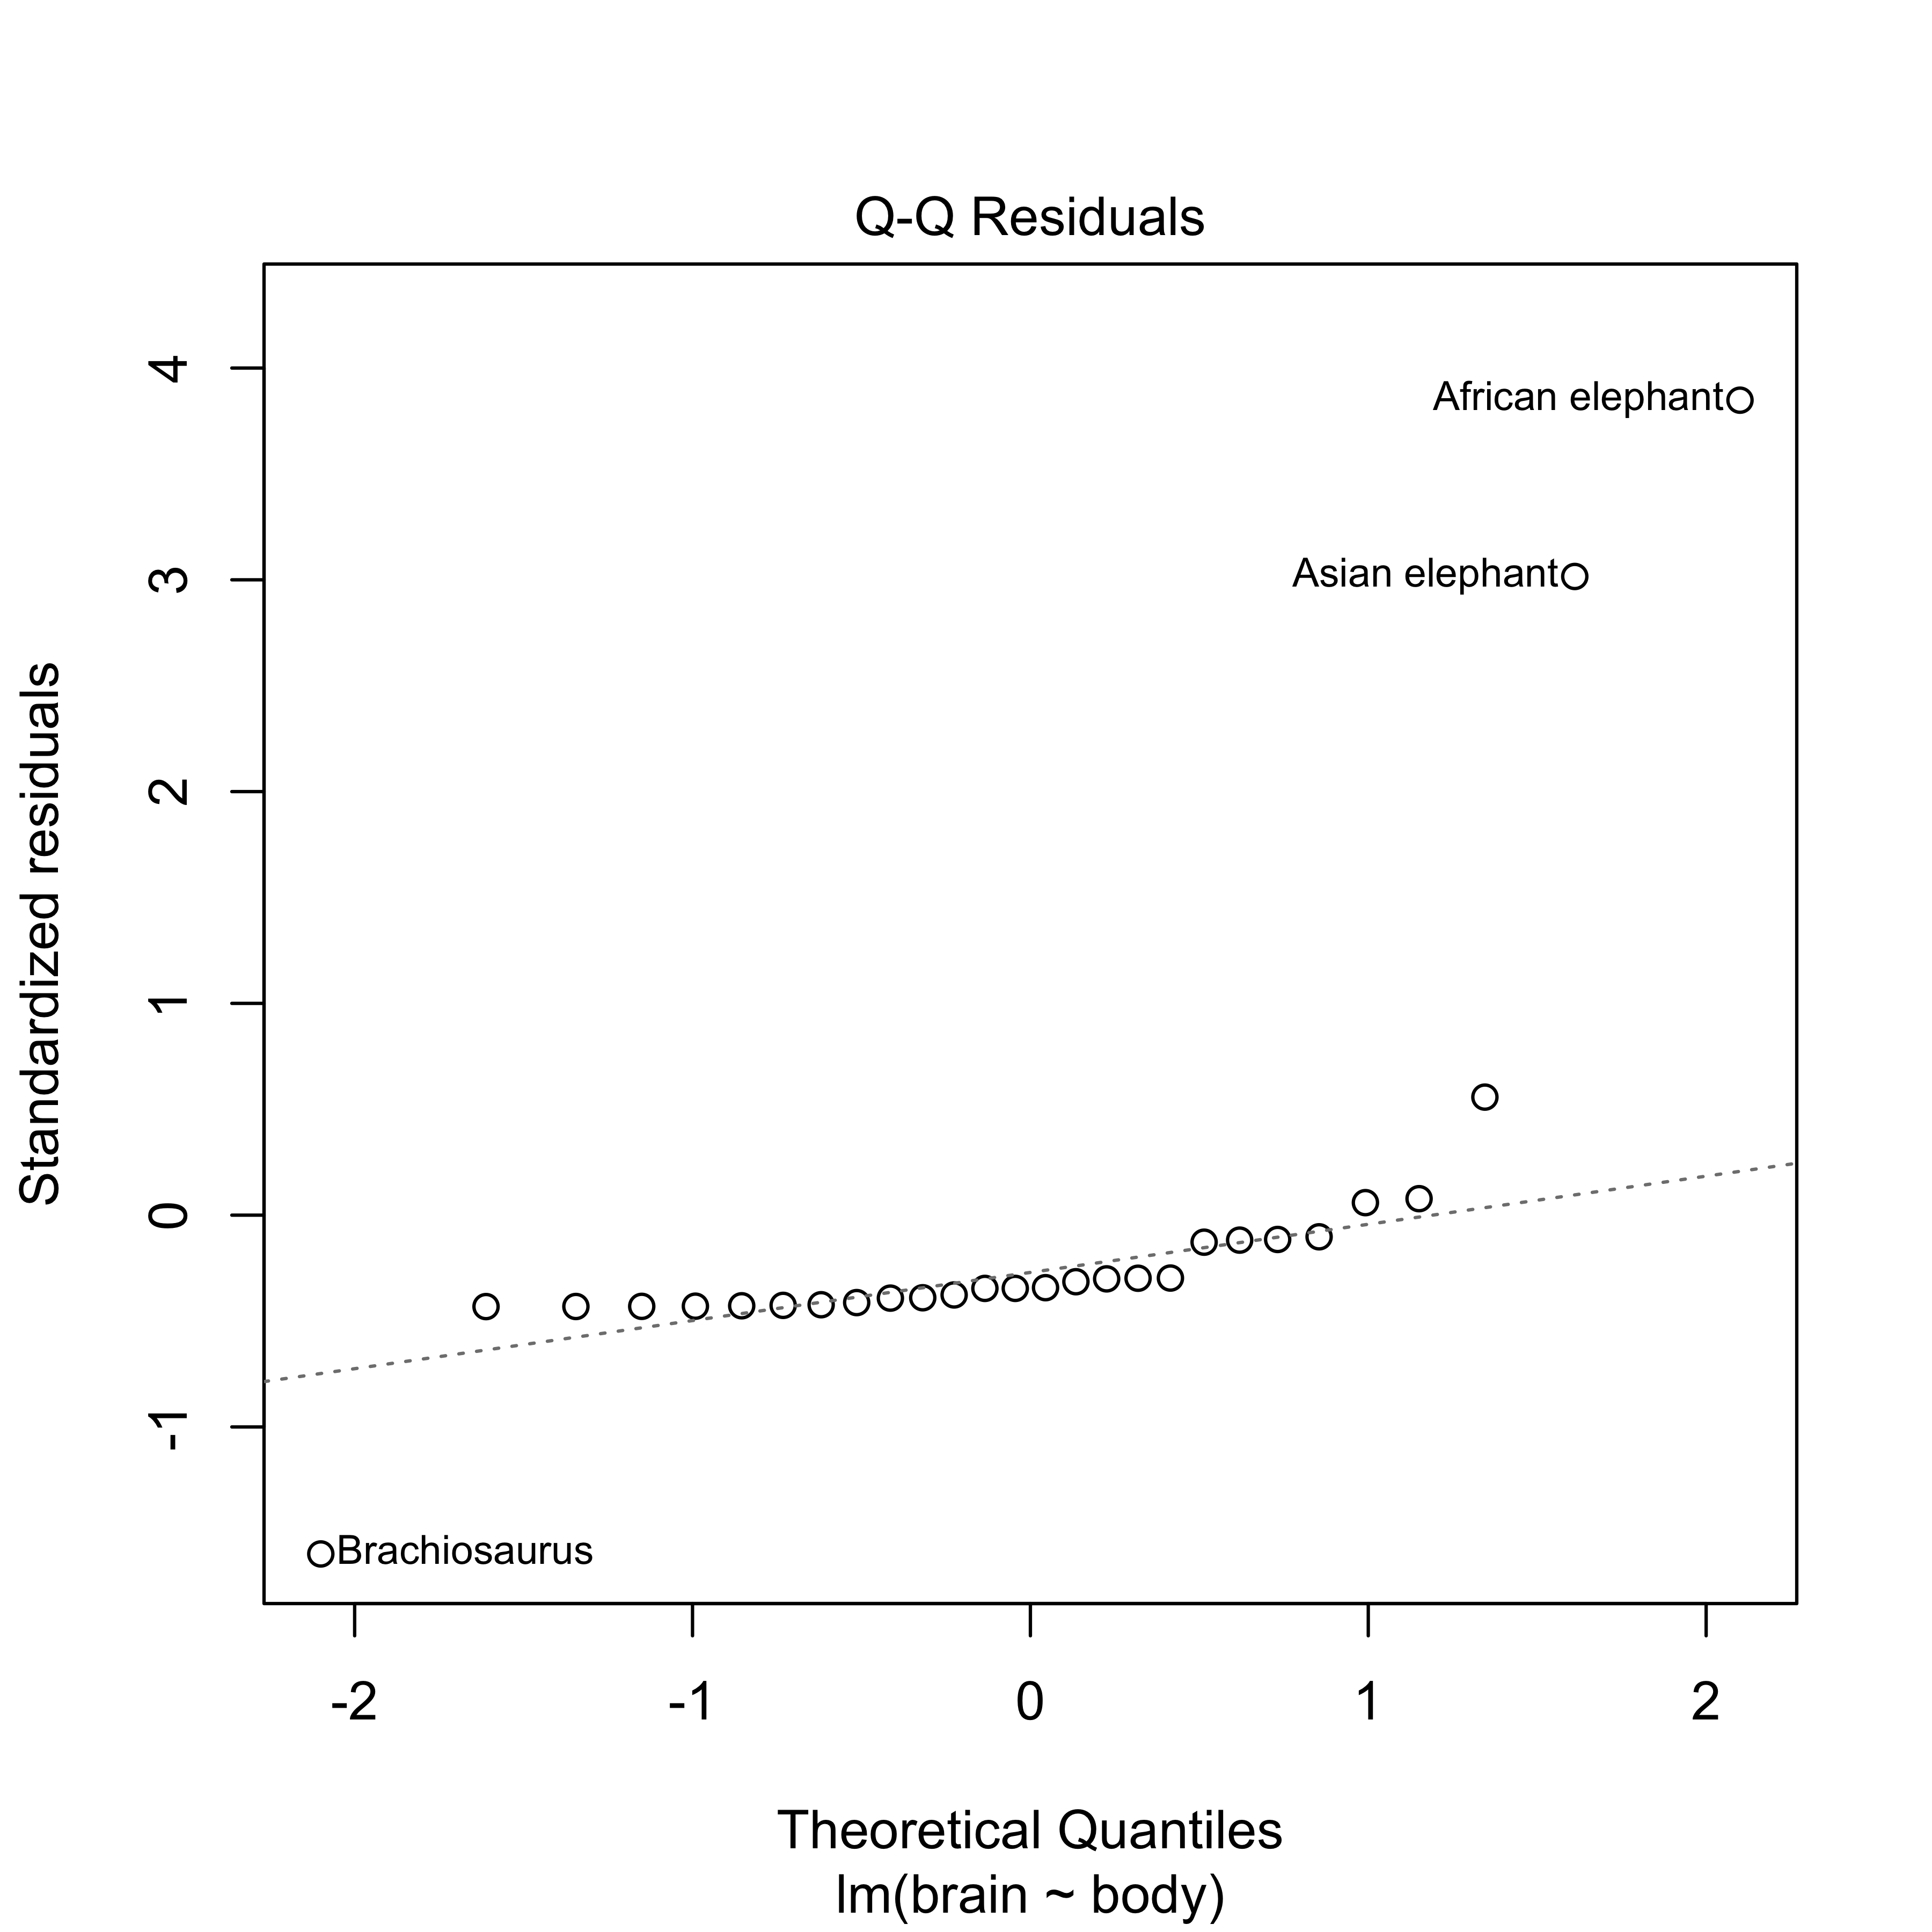 Q-Q Residuals
Standardized residuals
4
3
2
1
0
-1
African elephant
Asian elephant
Brachiosaurus
-2 -1 0 1 2
Theoretical Quantiles
lm(brain ~ body)